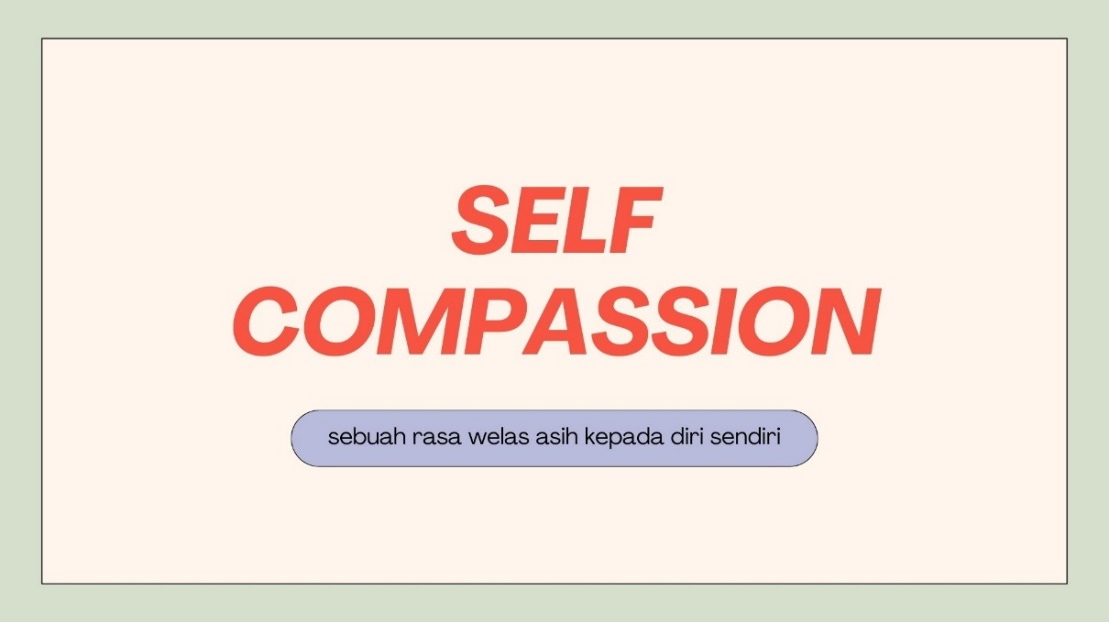 SELF
COMPASSION
sebuah rasa welas asih kepada diri sendiri